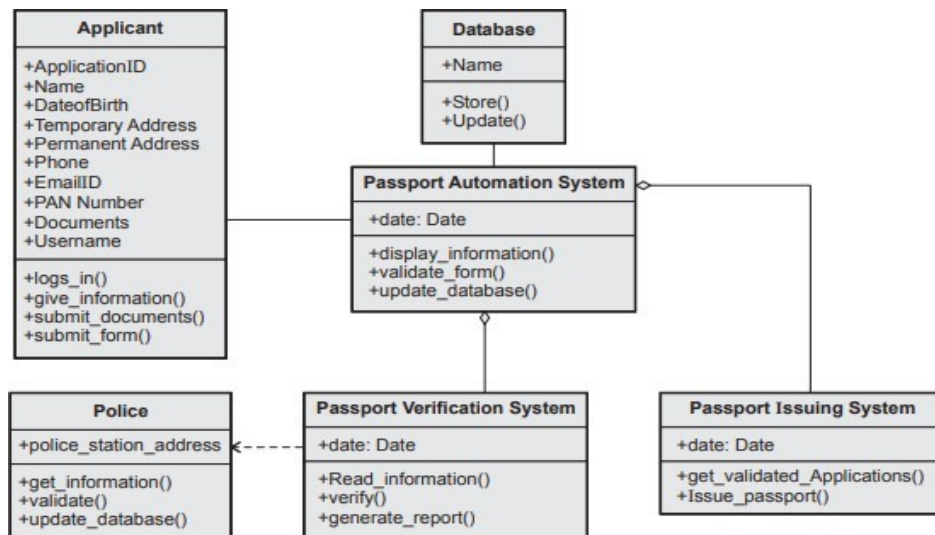 Applicant
+ApplicationID
+Name
+DateofBirth
+Temporary Address
+Permanent Address
+Phone
+EmailID
+PAN Number
+Documents
+Username
+logs_in()
+give_information()
+submit_documents()
+submit_form()
Database
+Name
+Store()
+Update()
Passport Automation System
+date: Date
+display_information()
+validate_form()
+update_database()
Police
+police_station_address
+get_information()
+validate()
+update_database()
Passport Verification System
+date: Date
+Read_information()
+verify()
+generate_report()
Passport Issuing System
+date: Date
+get_validated_Applications()
+Issue_passport()